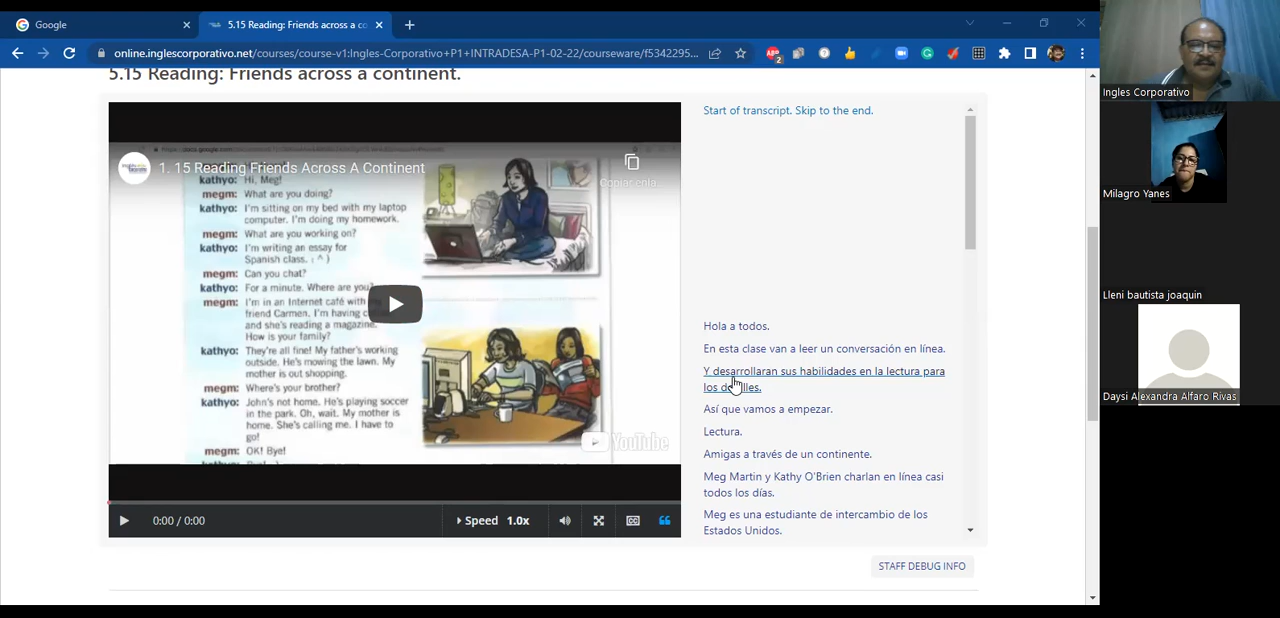 Google
5.15 Reading: Friends across a co
online.inglescorporativo.net/courses/course-v1:Ingles-Corporativo+P1+INTRADESA-P1-02-22/courseware/f5342295...
2
5.15 Reading: Friends across a continent.
1. 15 Reading Friends Across A Continent
Copiar enla...
kathyo: Hi, Meg!
megm: What are you doing?
kathyo: I'm sitting on my bed with my laptop
computer. I'm doing my homework.
megm: What are you working on?
kathyo: I'm writing an essay for
Spanish class. ( ^ )
megm: Can you chat?
kathyo: For a minute. Where are you?
megm: I'm in an Internet café with
friend Carmen. I'm having
and she's reading a magazine.
How is your family?
kathyo: They're all fine! My father's working
outside. He's mowing the lawn. My
mother is out shopping.
megm: Where's your brother?
kathyo: John's not home. He's playing soccer
in the park. Oh, wait. My mother is
home. She's calling me. I have to
go!
megm: OK! Bye!
YouTube
0:00 / 0:00
Speed 1.0x
Start of transcript. Skip to the end.
Hola a todos.
En esta clase van a leer un conversación en línea.
Y desarrollaran sus habilidades en la lectura para
los detalles.
Así que vamos a empezar.
Lectura.
Amigas a través de un continente.
Meg Martin y Kathy O'Brien charlan en línea casi
todos los días.
Meg es una estudiante de intercambio de los
Estados Unidos.
STAFF DEBUG INFO
Ingles Corporativo
Milagro Yanes
Lleni bautista joaquin
Daysi Alexandra Alfaro Rivas